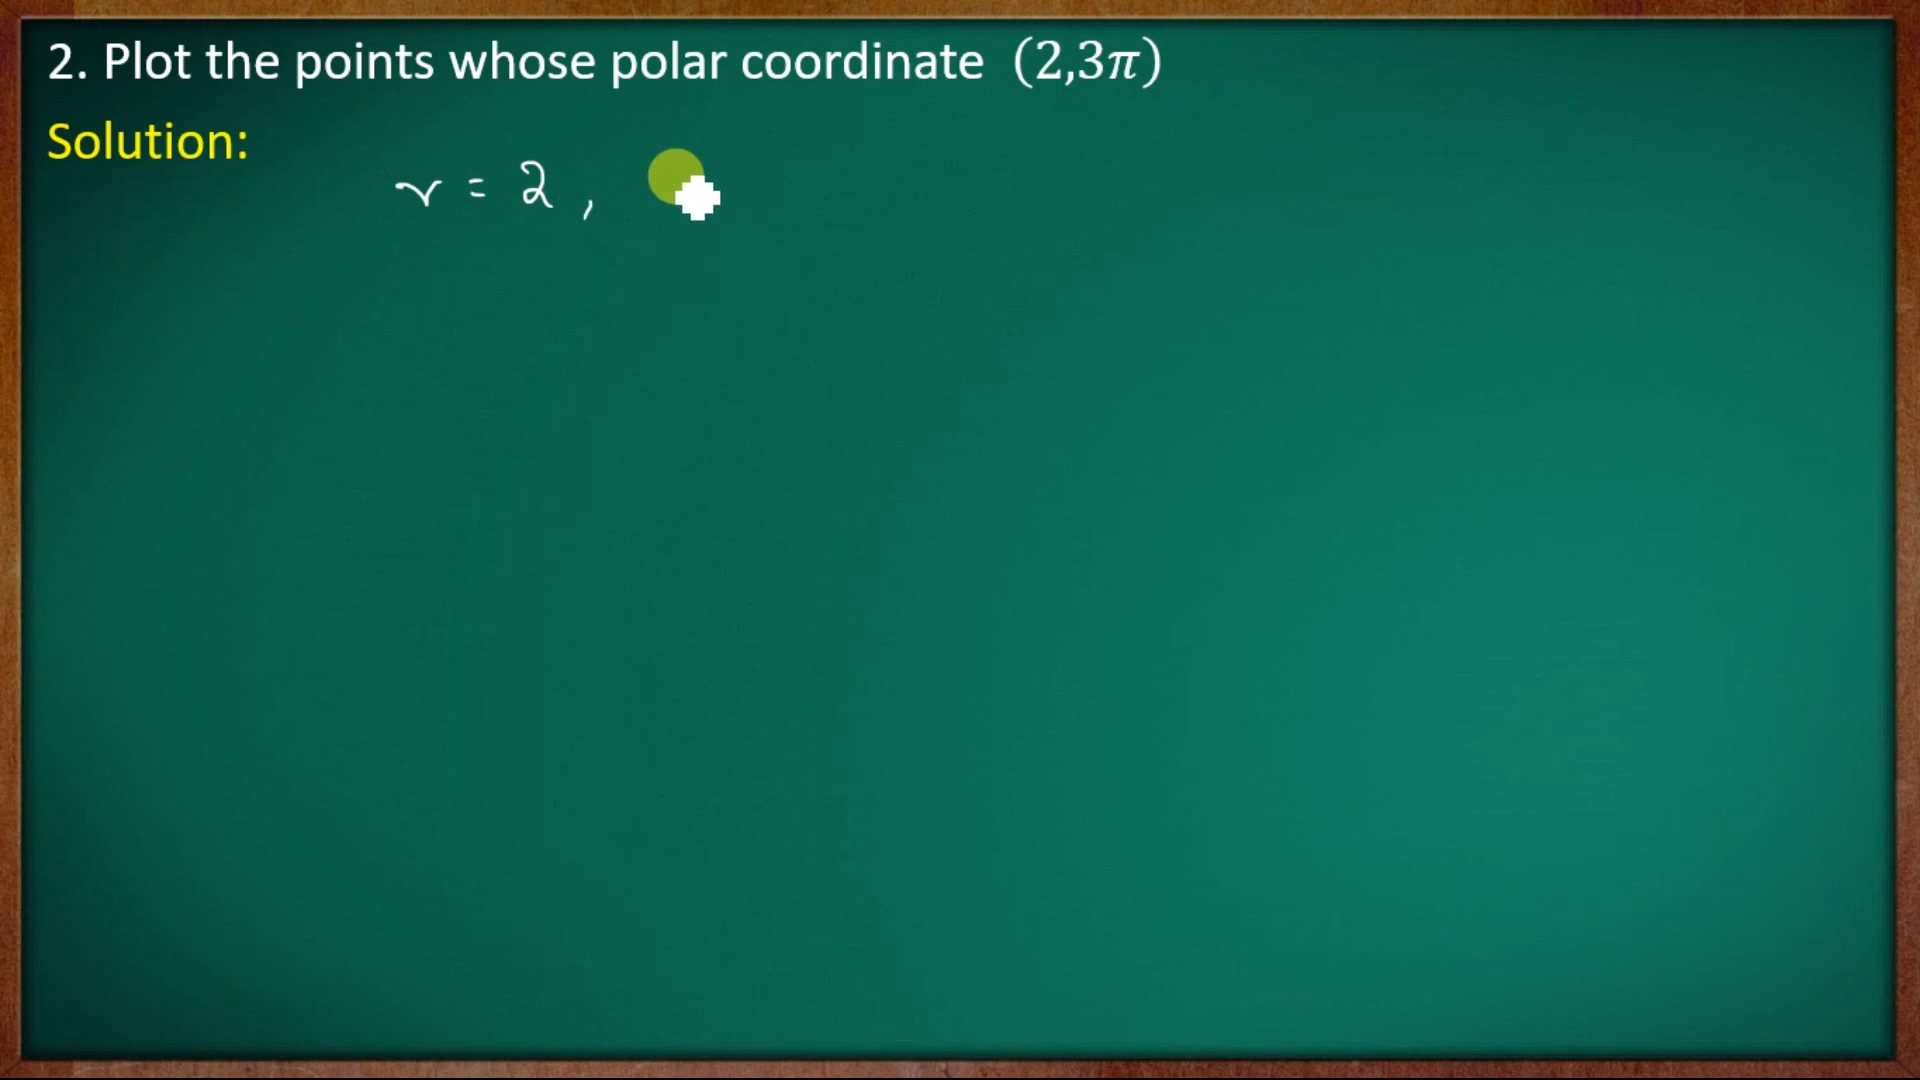 2. Plot the points whose polar coordinate (2,3π)
Solution:
r = 2 ,